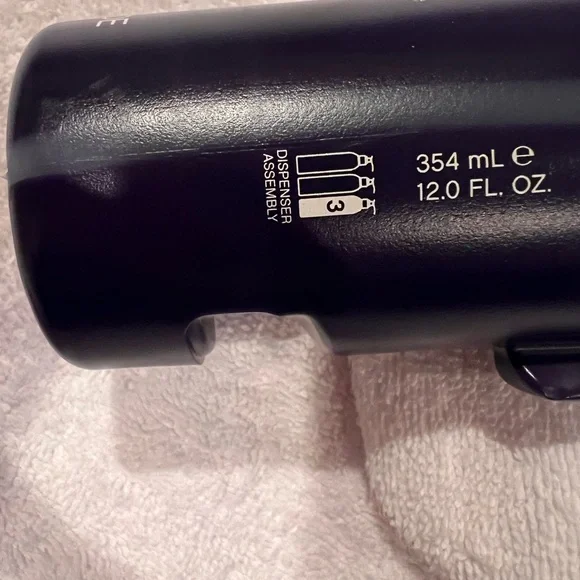 E
DISPENSER
ASSEMBLY
3
354 mL e
12.0 FL. OZ.